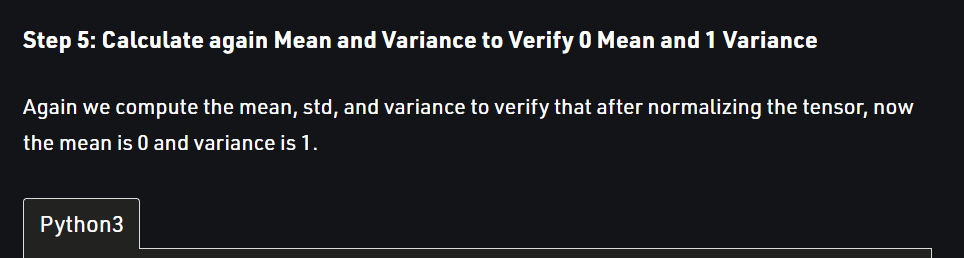 Step 5: Calculate again Mean and Variance to Verify 0 Mean and 1 Variance
Again we compute the mean, std, and variance to verify that after normalizing the tensor, now
the mean is 0 and variance is 1.
Python3